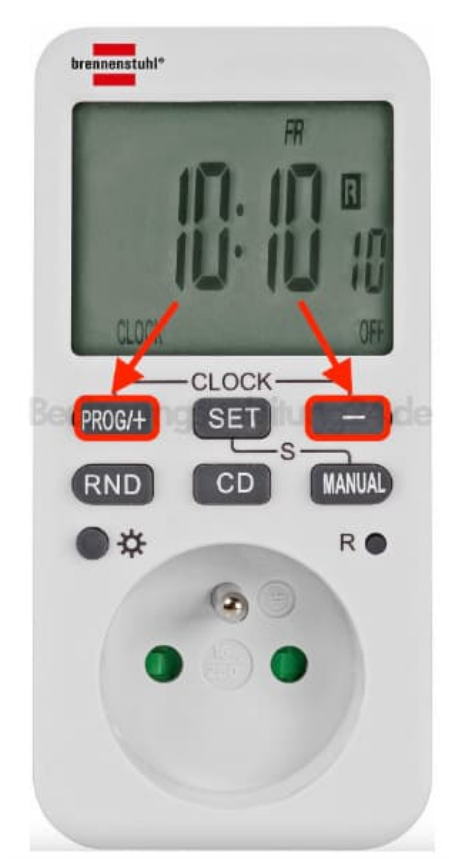 brennenstuhl®
FR
10:10
R
10
CLOCK
OFF
CLOCK
PROG/+
SET
−
S
RND
CD
MANUAL
R